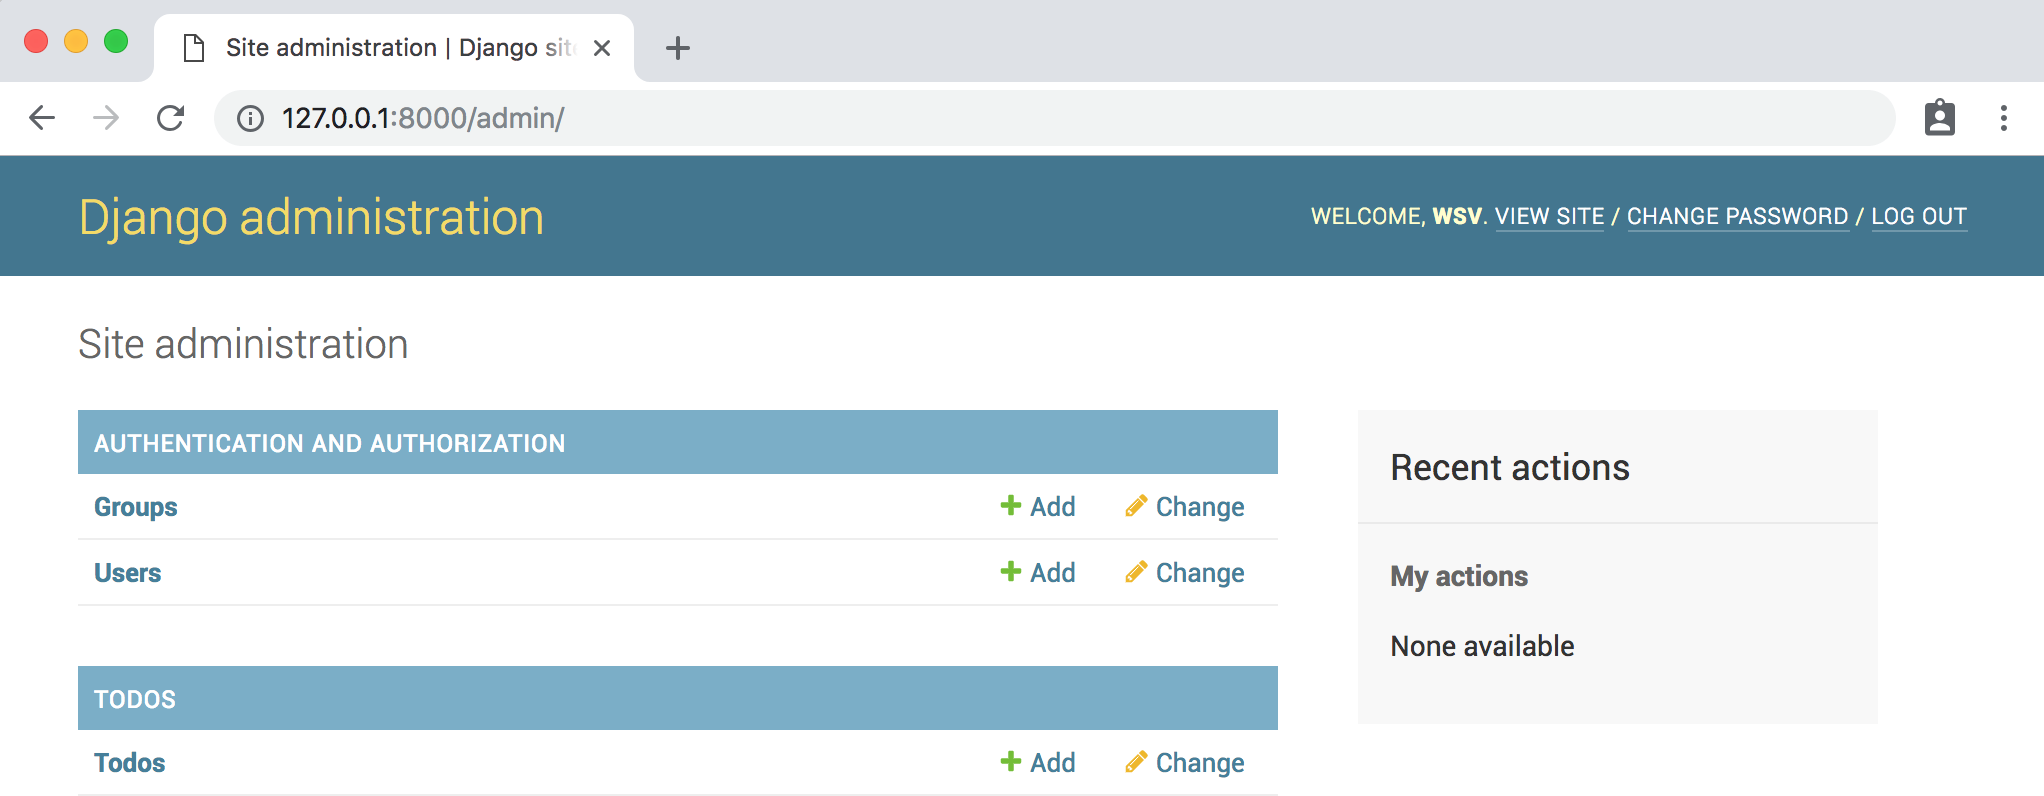 Site administration | Django site
127.0.0.1:8000/admin/
Django administration
WELCOME, WSV. VIEW SITE / CHANGE PASSWORD / LOG OUT
Site administration
AUTHENTICATION AND AUTHORIZATION
Groups Add Change
Users Add Change
TODOS
Todos Add Change
Recent actions
My actions
None available